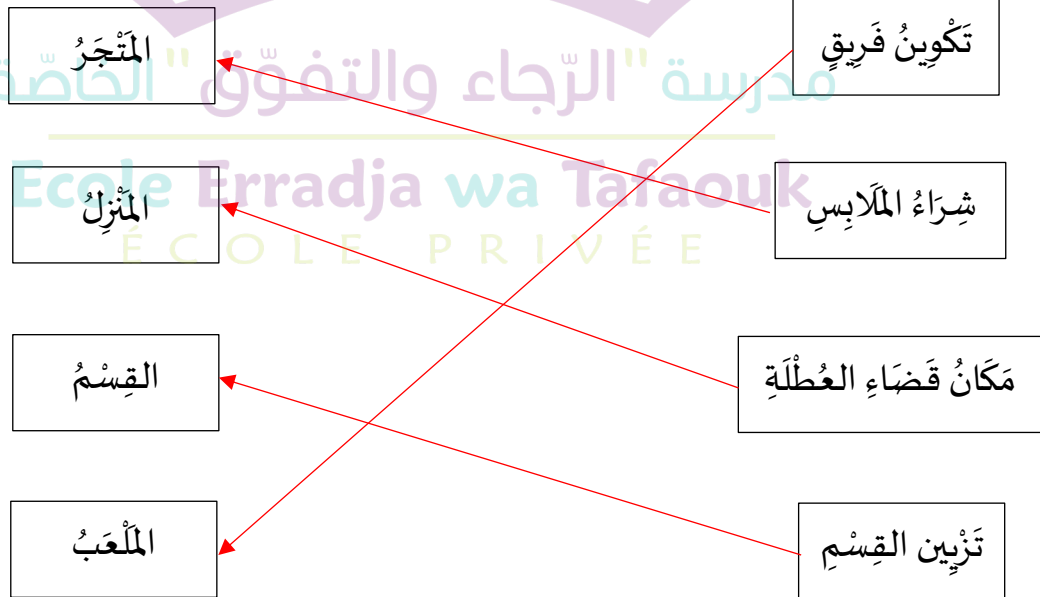 تَكْوِينُ فَرِيقٍ
المَتْجَرُ
مدرسة "الرّجاء والتفوّق" الخاصّة
شِرَاءُ المَلَابِسِ
المَنْزِلُ
Ecole Erradja wa Tafaouk
ÉCOLE PRIVÉE
مَكَانُ قَضَاءِ العُطْلَةِ
القِسْمُ
تَزْيِين القِسْمِ
المَلْعَبُ